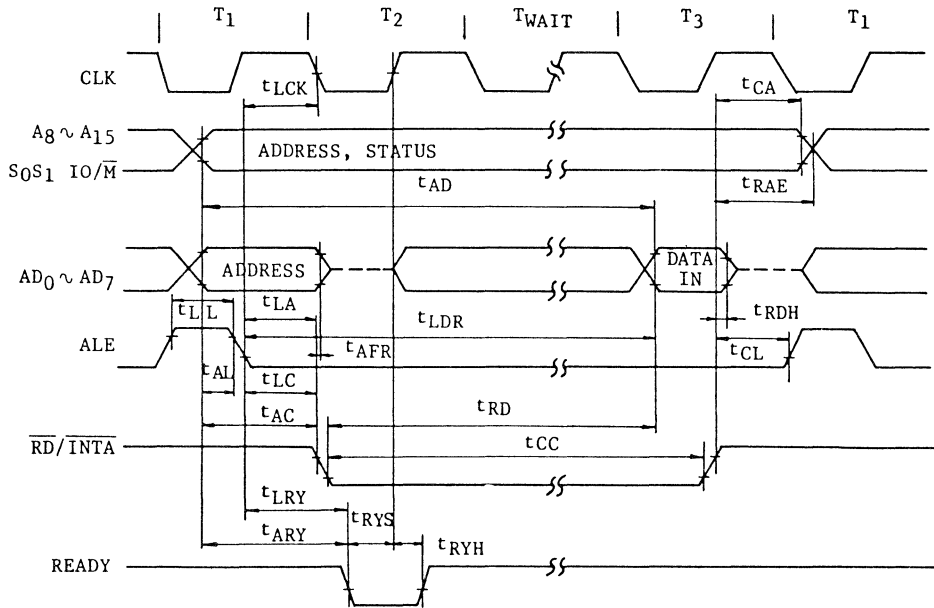 T1 T2 TWAIT T3 T1
CLK
tLCK
tCA
A8 ~ A15
S0S1 IO/M̅
ADDRESS, STATUS
tAD
tRAE
AD0 ~ AD7
ADDRESS
DATA
IN
tLL
tLA
tLDR
tRDH
ALE
tAFR
tCL
tAL
tLC
tAC
tRD
R̅D̅/I̅N̅T̅A̅
tCC
tLRY
tRYS
tARY
tRYH
READY